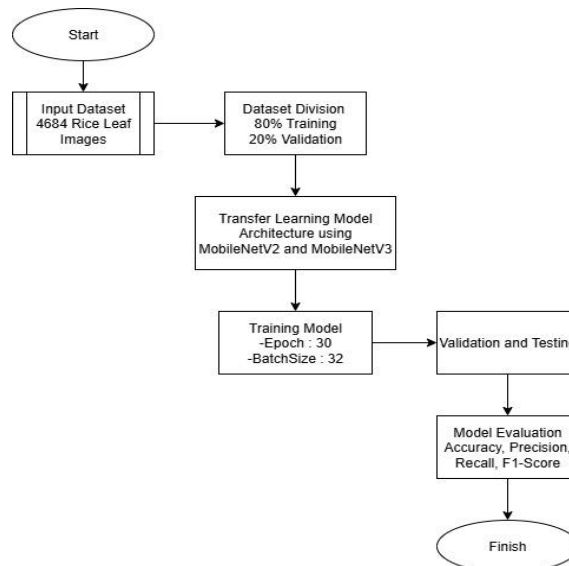 Start
Input Dataset
4684 Rice Leaf
Images
Dataset Division
80% Training
20% Validation
Transfer Learning Model
Architecture using
MobileNetV2 and MobileNetV3
Training Model
-Epoch : 30
-BatchSize : 32
Validation and Testing
Model Evaluation
Accuracy, Precision,
Recall, F1-Score
Finish